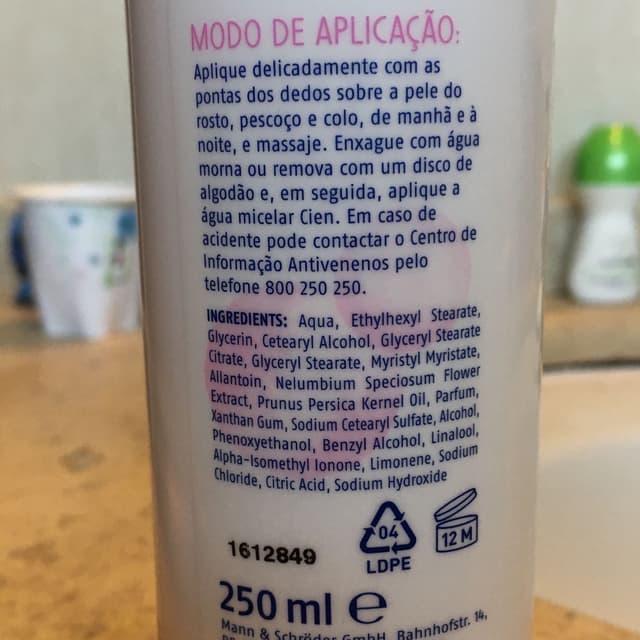 MODO DE APLICAÇÃO:
Aplique delicadamente com as
pontas dos dedos sobre a pele do
rosto, pescoço e colo, de manhã e à
noite, e massaje. Enxague com água
morna ou remova com um disco de
algodão e, em seguida, aplique a
água micelar Cien. Em caso de
acidente pode contactar o Centro de
Informação Antivenenos pelo
telefone 800 250 250.
INGREDIENTS: Aqua, Ethylhexyl Stearate,
Glycerin, Cetearyl Alcohol, Glyceryl Stearate
Citrate, Glyceryl Stearate, Myristyl Myristate,
Allantoin, Nelumbium Speciosum Flower
Extract, Prunus Persica Kernel Oil, Parfum,
Xanthan Gum, Sodium Cetearyl Sulfate, Alcohol,
Phenoxyethanol, Benzyl Alcohol, Linalool,
Alpha-Isomethyl Ionone, Limonene, Sodium
Chloride, Citric Acid, Sodium Hydroxide
04
LDPE
12 M
1612849
250 ml e
Mann & Schröder GmbH, Bahnhofstr. 14,